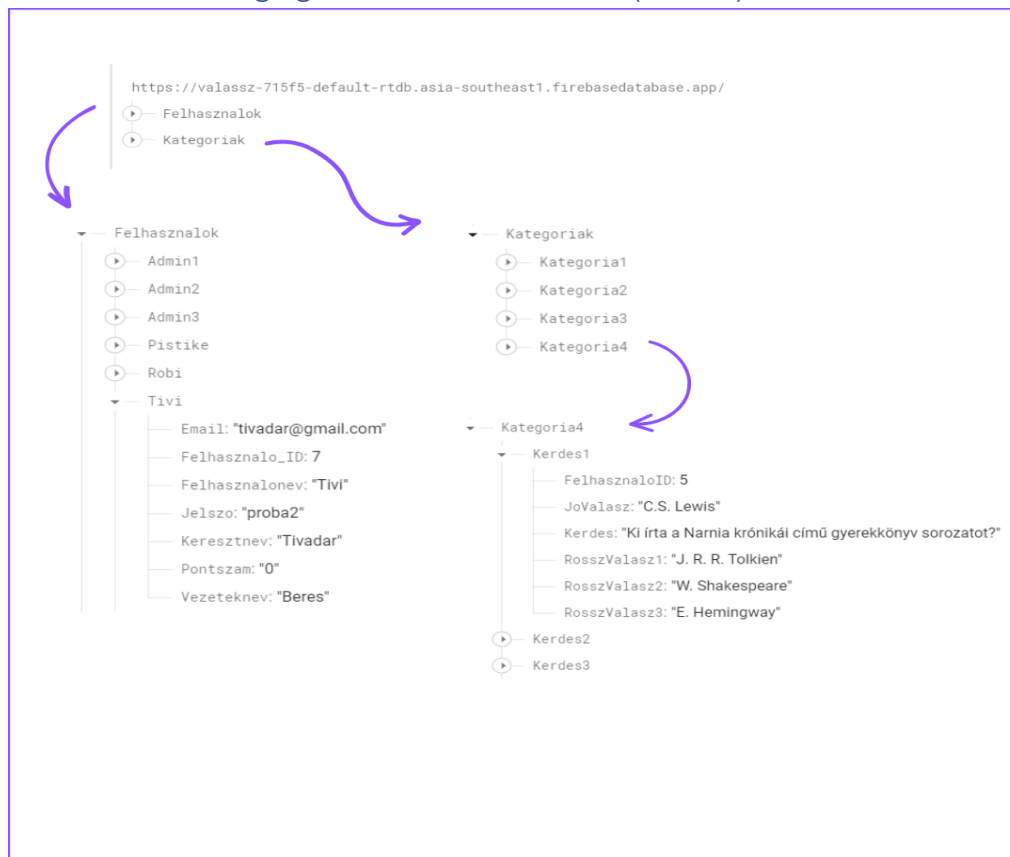 https://valassz-715f5-default-rtdb.asia-southeast1.firebasedatabase.app/
Felhasznalok
Kategoriak
Felhasznalok
Admin1
Admin2
Admin3
Pistike
Robi
Tivi
Email: "tivadar@gmail.com"
Felhasznalo_ID: 7
Felhasznalonev: "Tivi"
Jelszo: "proba2"
Keresztnev: "Tivadar"
Pontszam: "0"
Vezeteknev: "Beres"
Kategoriak
Kategoria1
Kategoria2
Kategoria3
Kategoria4
Kategoria4
Kerdes1
FelhasznaloID: 5
JoValasz: "C.S. Lewis"
Kerdes: "Ki írta a Narnia krónikái című gyerekkönyv sorozatot?"
RosszValasz1: "J. R. R. Tolkien"
RosszValasz2: "W. Shakespeare"
RosszValasz3: "E. Hemingway"
Kerdes2
Kerdes3